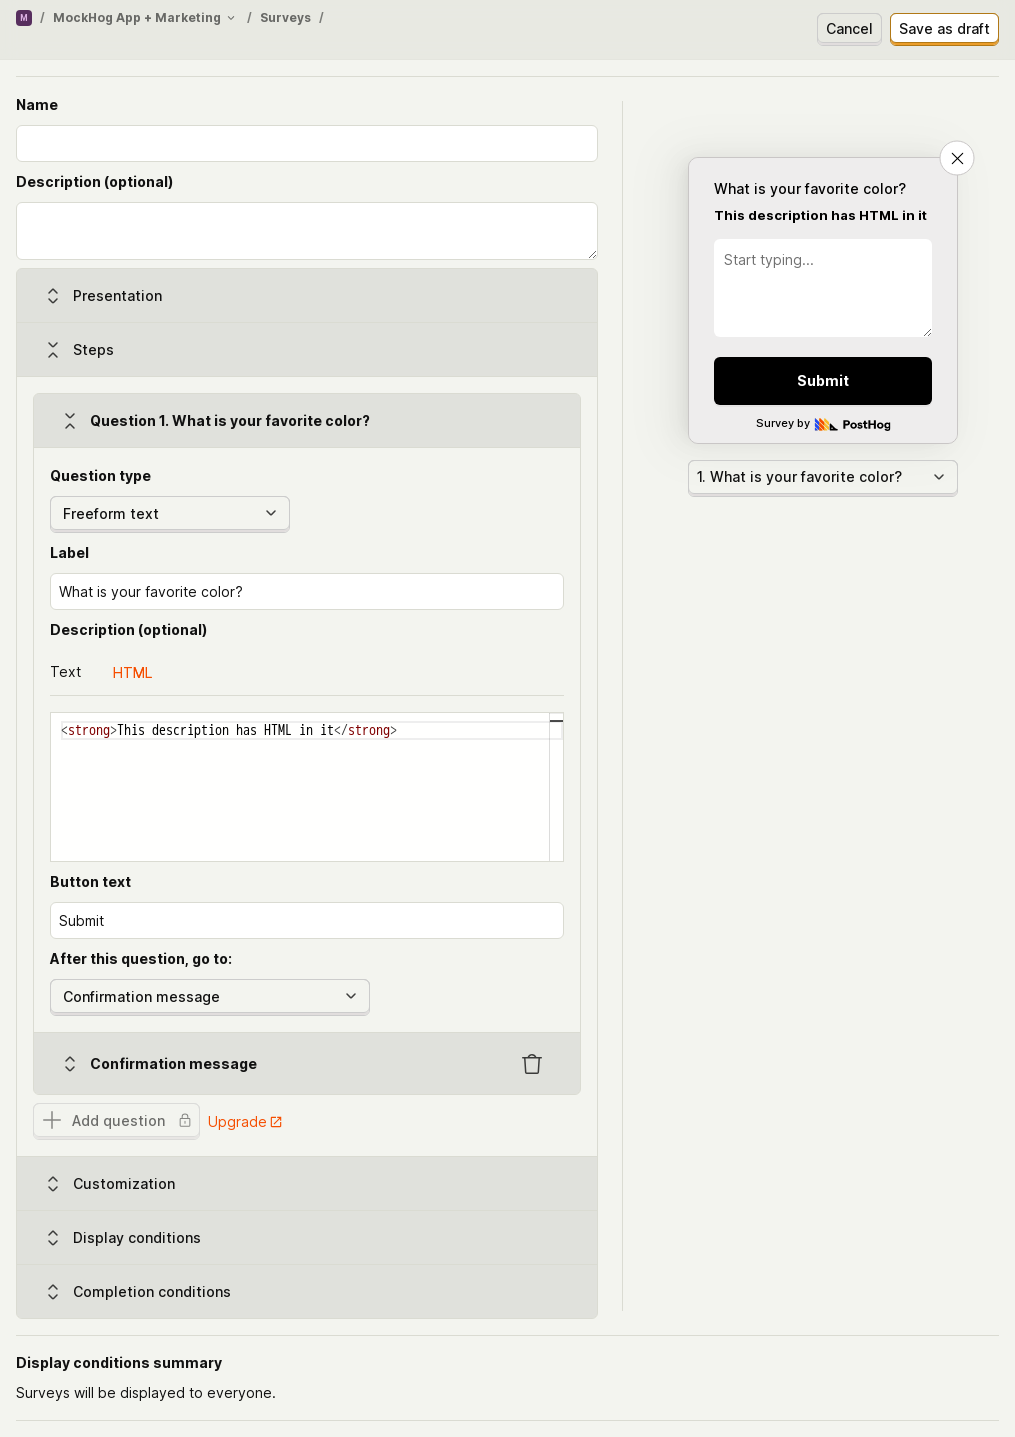 M / MockHog App + Marketing / Surveys /
Cancel
Save as draft
Name
Description (optional)
Presentation
Steps
Question 1. What is your favorite color?
Question type
Freeform text
Label
What is your favorite color?
Description (optional)
Text
HTML
<strong>This description has HTML in it</strong>
Button text
Submit
After this question, go to:
Confirmation message
Confirmation message
Add question
Upgrade
Customization
Display conditions
Completion conditions
What is your favorite color?
This description has HTML in it
Start typing...
Submit
Survey by PostHog
1. What is your favorite color?
Display conditions summary
Surveys will be displayed to everyone.